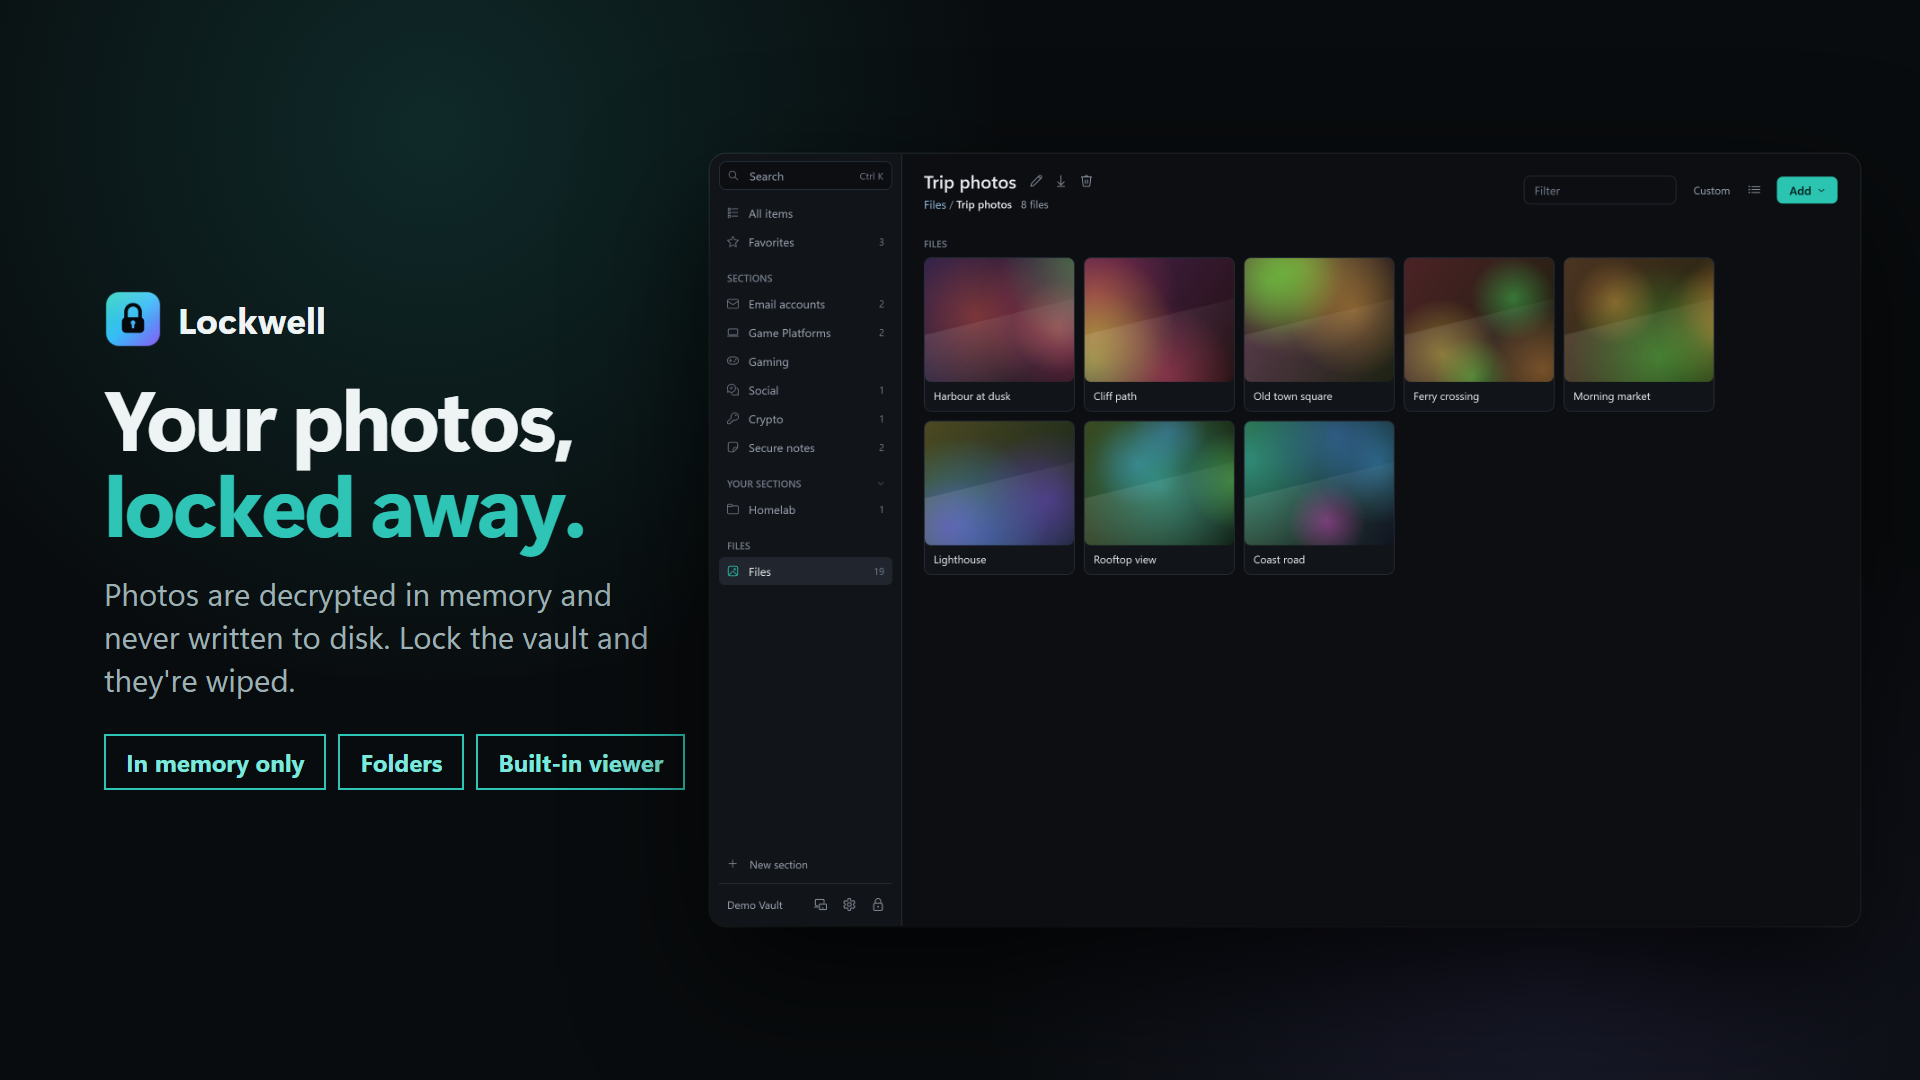 Lockwell
Your photos,
locked away.
Photos are decrypted in memory and
never written to disk. Lock the vault and
they're wiped.
In memory only
Folders
Built-in viewer
Search Ctrl K
All items
Favorites 3
SECTIONS
Email accounts 2
Game Platforms 2
Gaming
Social 1
Crypto 1
Secure notes 2
YOUR SECTIONS
Homelab 1
FILES
Files 19
New section
Demo Vault
Trip photos
Files / Trip photos 8 files
Filter
Custom
Add
FILES
Harbour at dusk
Cliff path
Old town square
Ferry crossing
Morning market
Lighthouse
Rooftop view
Coast road